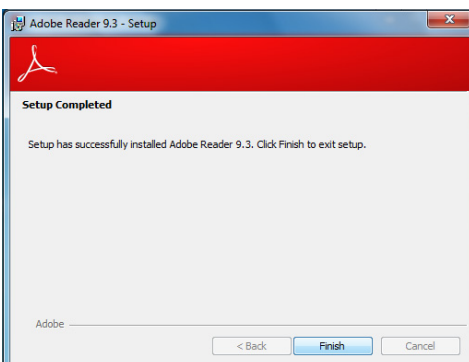 Adobe Reader 9.3 - Setup
Setup Completed
Setup has successfully installed Adobe Reader 9.3. Click Finish to exit setup.
Adobe
< Back
Finish
Cancel